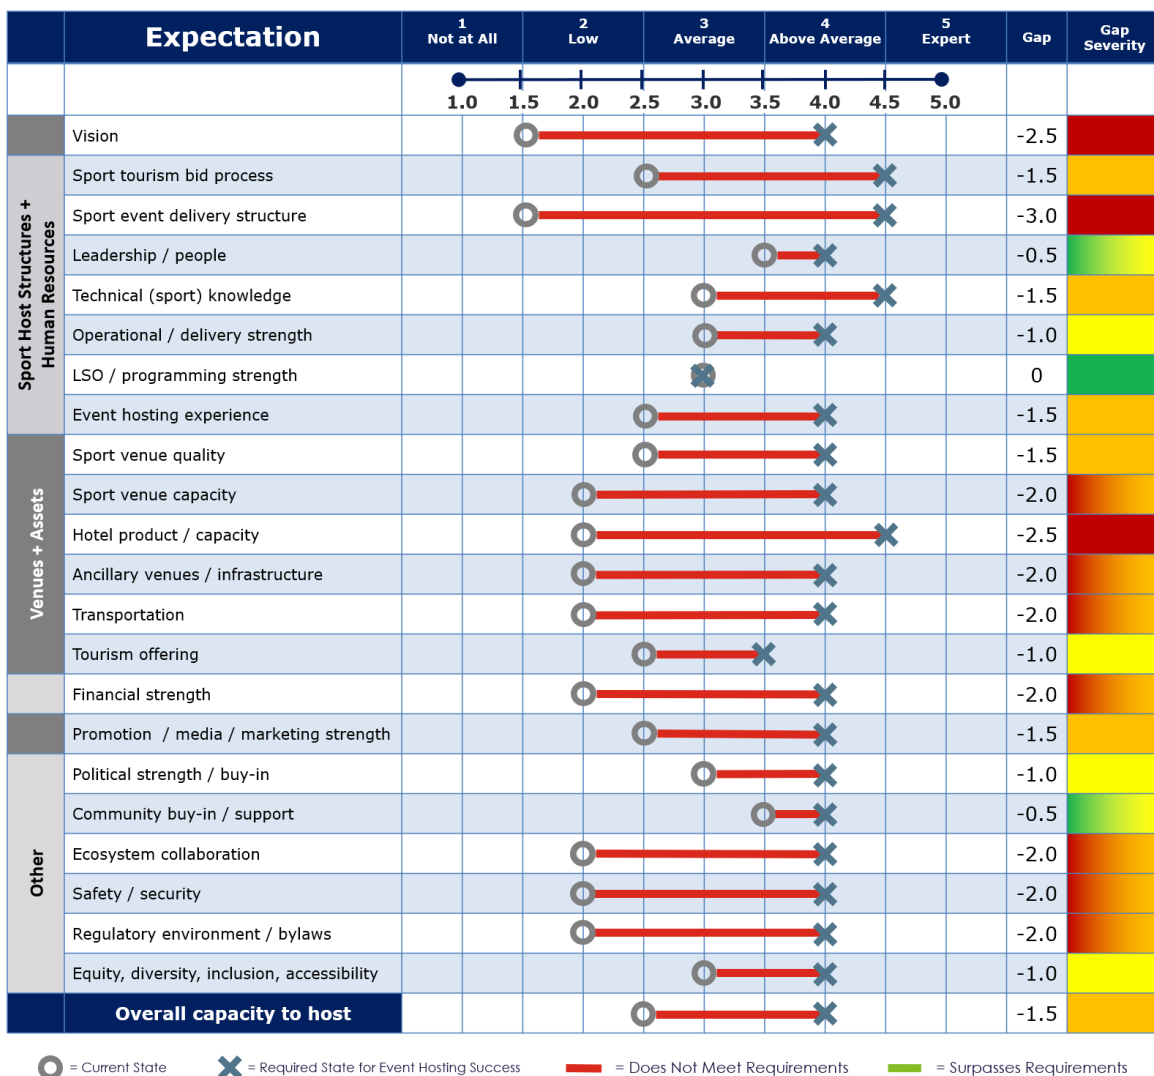 Expectation
1
Not at All
2
Low
3
Average
4
Above Average
5
Expert
Gap
Gap
Severity
1.0 1.5 2.0 2.5 3.0 3.5 4.0 4.5 5.0
Vision -2.5
Sport Host Structures +
Human Resources
Sport tourism bid process -1.5
Sport event delivery structure -3.0
Leadership / people -0.5
Technical (sport) knowledge -1.5
Operational / delivery strength -1.0
LSO / programming strength 0
Event hosting experience -1.5
Venues + Assets
Sport venue quality -1.5
Sport venue capacity -2.0
Hotel product / capacity -2.5
Ancillary venues / infrastructure -2.0
Transportation -2.0
Tourism offering -1.0
Financial strength -2.0
Promotion / media / marketing strength -1.5
Other
Political strength / buy-in -1.0
Community buy-in / support -0.5
Ecosystem collaboration -2.0
Safety / security -2.0
Regulatory environment / bylaws -2.0
Equity, diversity, inclusion, accessibility -1.0
Overall capacity to host -1.5
= Current State = Required State for Event Hosting Success = Does Not Meet Requirements = Surpasses Requirements